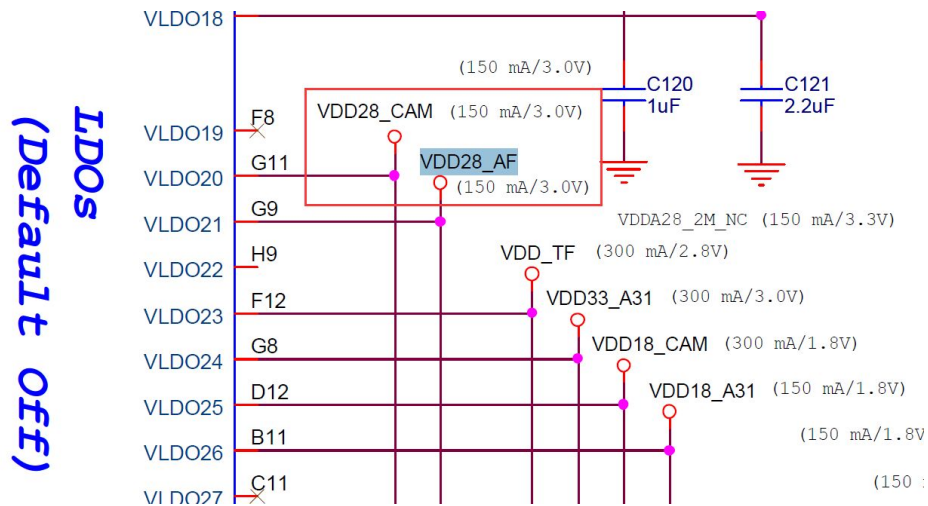 VLDO18
(150 mA/3.0V)
C120
1uF
C121
2.2uF
VDD28_CAM (150 mA/3.0V)
VLDO19 F8
VLDO20 G11
VDD28_AF
(150 mA/3.0V)
VLDO21 G9
VDDA28_2M_NC (150 mA/3.3V)
VLDO22 H9
VDD_TF (300 mA/2.8V)
VLDO23 F12
VDD33_A31 (300 mA/3.0V)
VLDO24 G8
VDD18_CAM (300 mA/1.8V)
VLDO25 D12
VDD18_A31 (150 mA/1.8V)
VLDO26 B11
(150 mA/1.8V
VLDO27 C11
(150
LDOs
(Default Off)